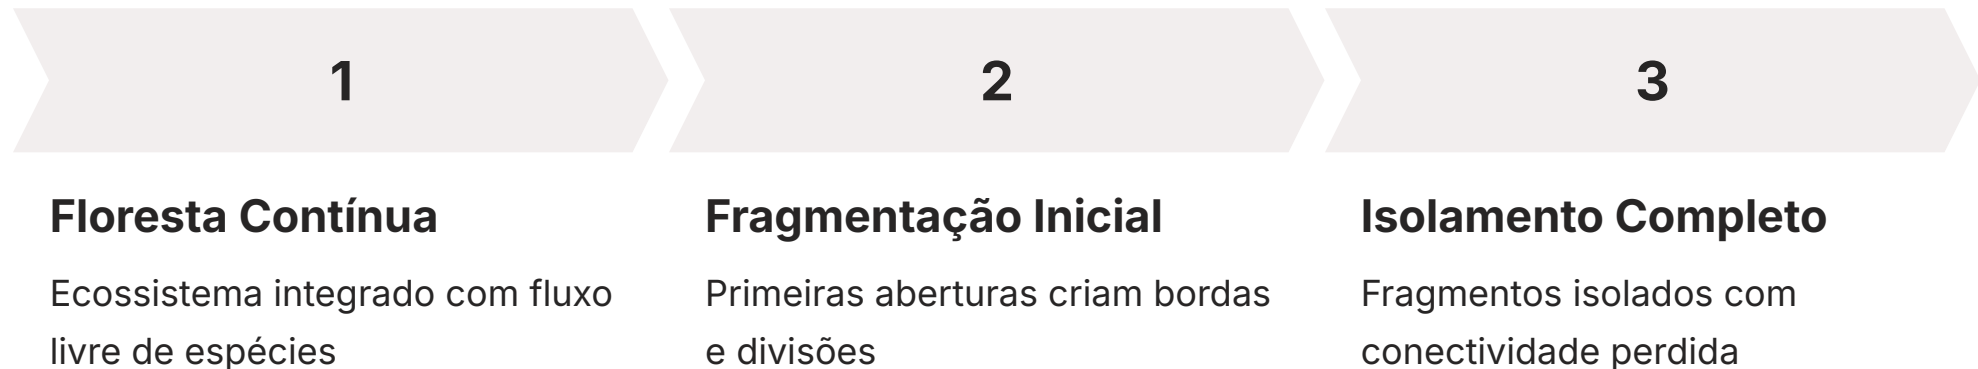 1
2
3
Floresta Contínua
Ecossistema integrado com fluxo
livre de espécies
Fragmentação Inicial
Primeiras aberturas criam bordas
e divisões
Isolamento Completo
Fragmentos isolados com
conectividade perdida